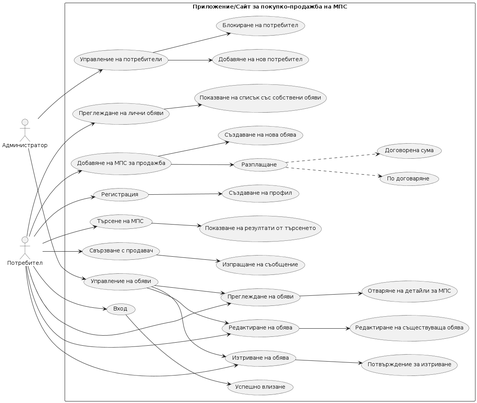 Приложение/Сайт за покупко-продажба на МПС
Блокиране на потребител
Управление на потребители
Добавяне на нов потребител
Показване на списък със собствени обяви
Преглеждане на лични обяви
Администратор
Създаване на нова обява
Договорена сума
Добавяне на МПС за продажба
Разплащане
По договаряне
Регистрация
Създаване на профил
Търсене на МПС
Показване на резултати от търсенето
Потребител
Свързване с продавач
Изпращане на съобщение
Управление на обяви
Преглеждане на обяви
Отваряне на детайли за МПС
Вход
Редактиране на обява
Редактиране на съществуваща обява
Изтриване на обява
Потвърждение за изтриване
Успешно влизане